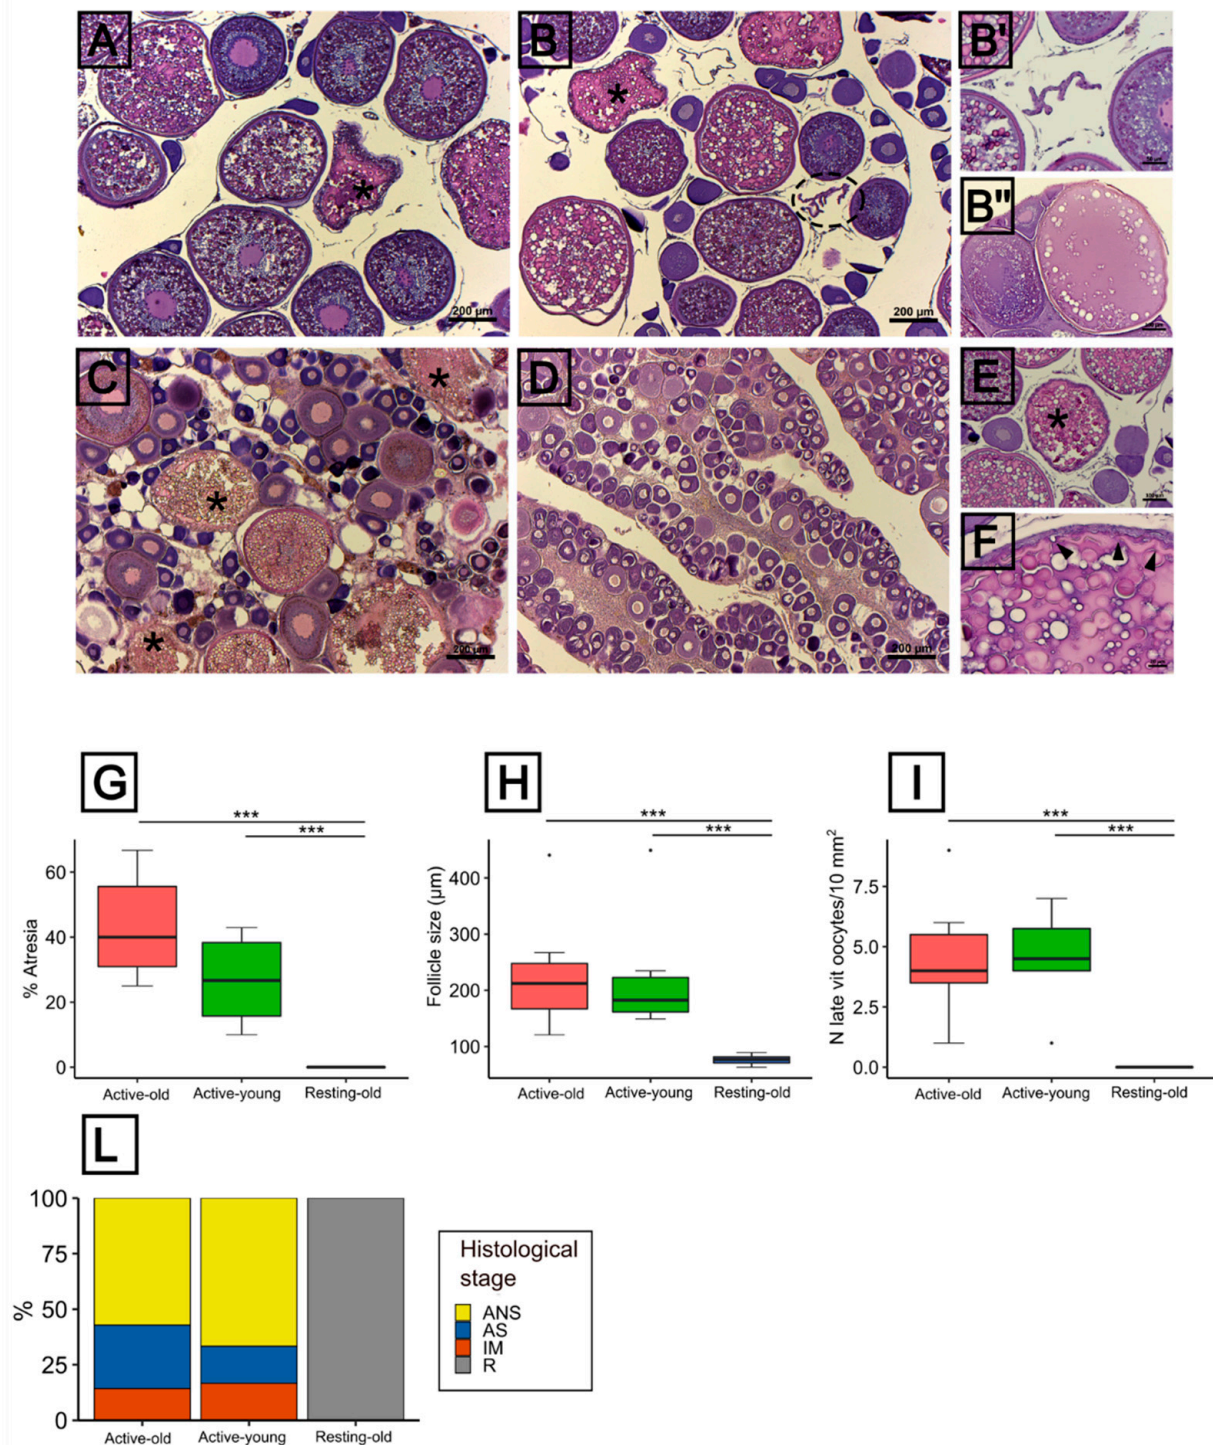 A
B
B'
200 µm
200 µm
B"
C
D
E
200 µm
200 µm
F
G
H
I
***
***
***
***
***
***
% Atresia
60
40
20
0
Active-old
Active-young
Resting-old
Follicle size (µm)
400
300
200
100
Active-old
Active-young
Resting-old
N late vit oocytes/10 mm²
7.5
5.0
2.5
0.0
Active-old
Active-young
Resting-old
L
%
100
75
50
25
0
Active-old
Active-young
Resting-old
Histological
stage
ANS
AS
IM
R